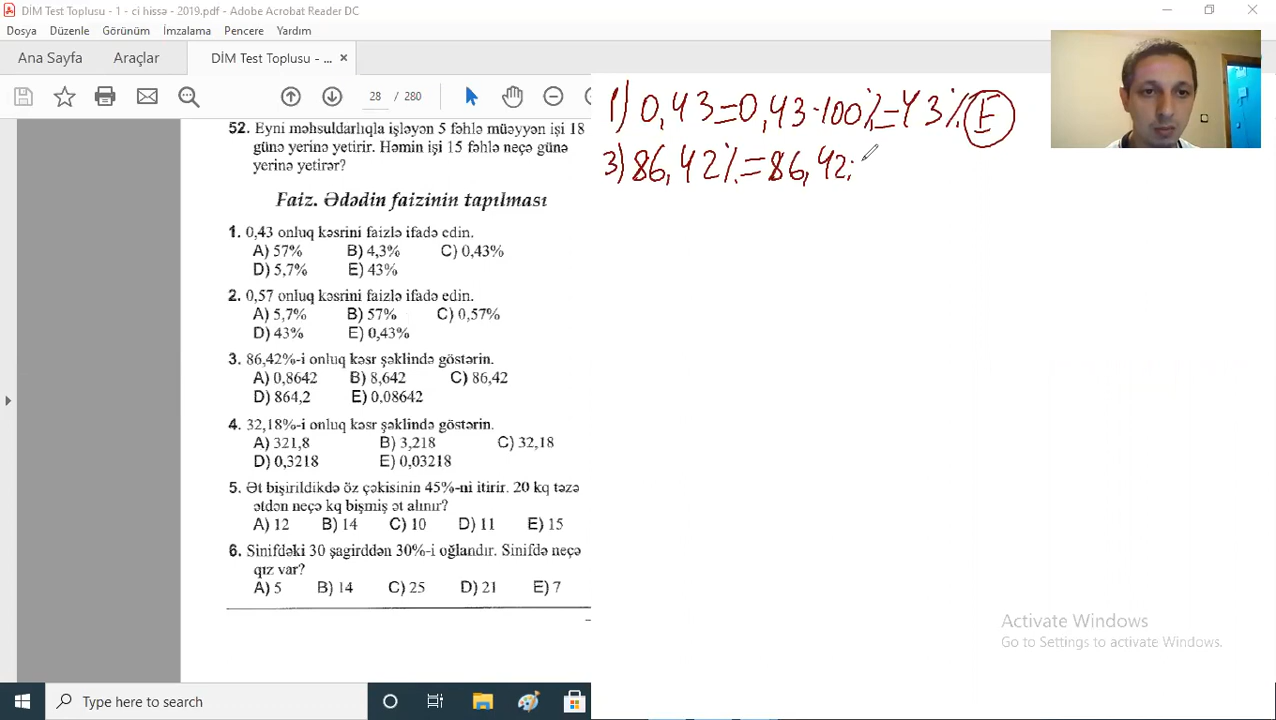 DİM Test Toplusu - 1 - ci hissə - 2019.pdf - Adobe Acrobat Reader DC
Dosya Düzenle Görünüm İmzalama Pencere Yardım
Ana Sayfa Araçlar DİM Test Toplusu - ... ×
28 / 280
52. Eyni məhsuldarlıqla işləyən 5 fəhlə müəyyən işi 18
günə yerinə yetirir. Həmin işi 15 fəhlə neçə günə
yerinə yetirər?
Faiz. Ədədin faizinin tapılması
1. 0,43 onluq kəsrini faizlə ifadə edin.
A) 57% B) 4,3% C) 0,43%
D) 5,7% E) 43%
2. 0,57 onluq kəsrini faizlə ifadə edin.
A) 5,7% B) 57% C) 0,57%
D) 43% E) 0,43%
3. 86,42%-i onluq kəsr şəklində göstərin.
A) 0,8642 B) 8,642 C) 86,42
D) 864,2 E) 0,08642
4. 32,18%-i onluq kəsr şəklində göstərin.
A) 321,8 B) 3,218 C) 32,18
D) 0,3218 E) 0,03218
5. Ət bişirildikdə öz çəkisinin 45%-ni itirir. 20 kq təzə
ətdən neçə kq bişmiş ət alınır?
A) 12 B) 14 C) 10 D) 11 E) 15
6. Sinifdəki 30 şagirddən 30%-i oğlandır. Sinifdə neçə
qız var?
A) 5 B) 14 C) 25 D) 21 E) 7
1) 0,43=0,43·100%=43% E
3) 86,42%=86,42:
Activate Windows
Go to Settings to activate Windows.
Type here to search